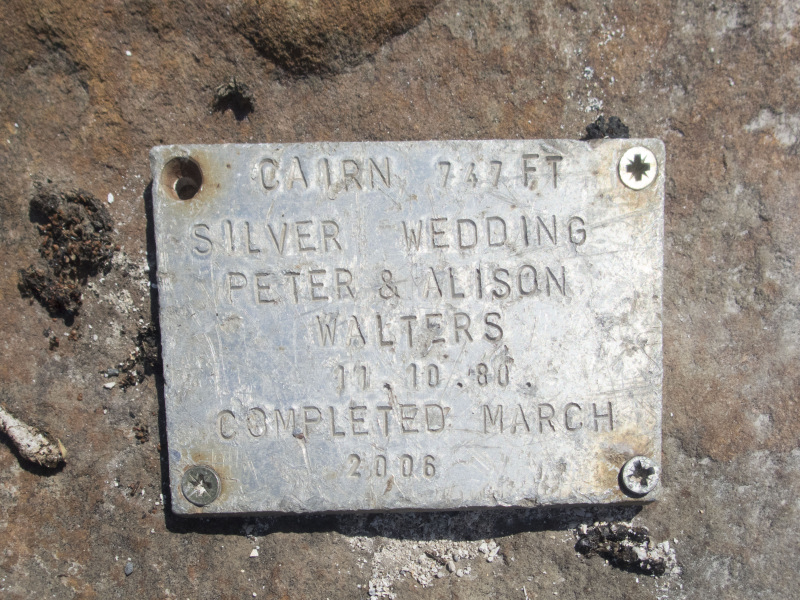 CAIRN 747 FT
SILVER WEDDING
PETER & ALISON
WALTERS
11.10.80.
COMPLETED MARCH
2006